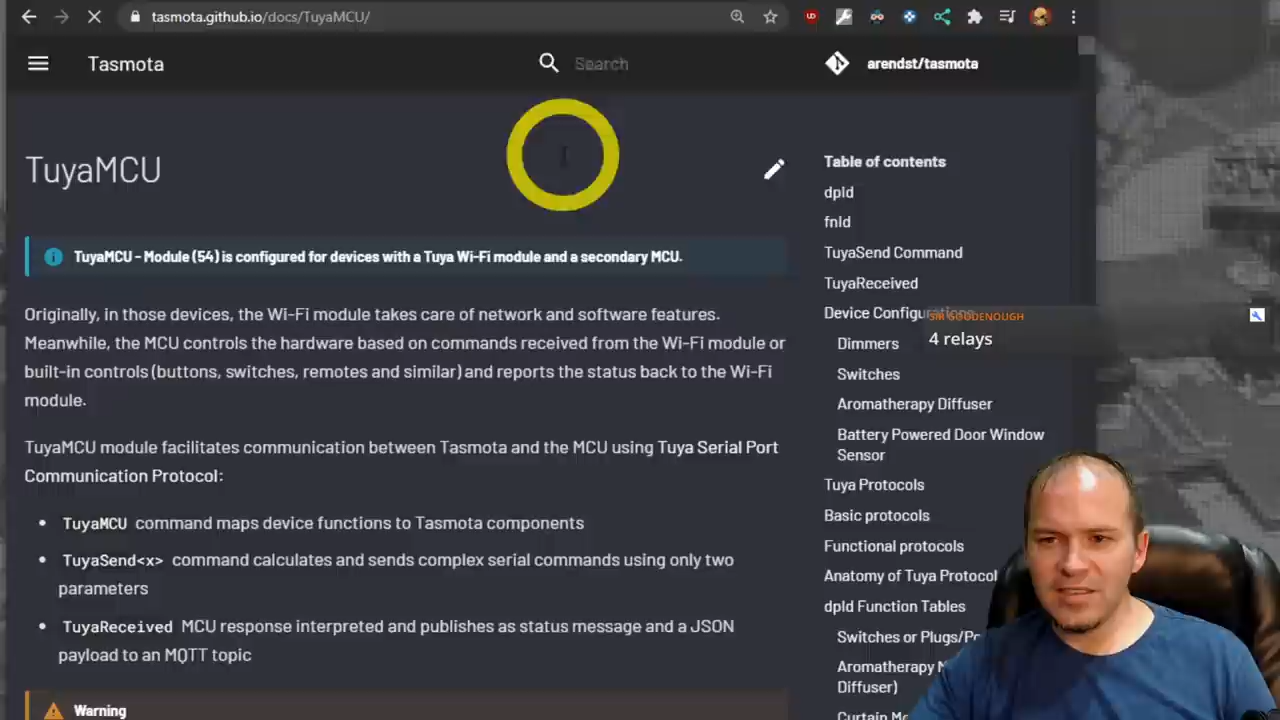 tasmota.github.io/docs/TuyaMCU/
Tasmota
Search
arendst/tasmota
TuyaMCU
TuyaMCU - Module (54) is configured for devices with a Tuya Wi-Fi module and a secondary MCU.
Originally, in those devices, the Wi-Fi module takes care of network and software features.
Meanwhile, the MCU controls the hardware based on commands received from the Wi-Fi module or
built-in controls (buttons, switches, remotes and similar) and reports the status back to the Wi-Fi
module.
TuyaMCU module facilitates communication between Tasmota and the MCU using Tuya Serial Port
Communication Protocol:
• TuyaMCU command maps device functions to Tasmota components
• TuyaSend<x> command calculates and sends complex serial commands using only two
parameters
• TuyaReceived MCU response interpreted and publishes as status message and a JSON
payload to an MQTT topic
Warning
Table of contents
dpId
fnId
TuyaSend Command
TuyaReceived
Device Configurations
SIR GOODENOUGH
4 relays
Dimmers
Switches
Aromatherapy Diffuser
Battery Powered Door Window
Sensor
Tuya Protocols
Basic protocols
Functional protocols
Anatomy of Tuya Protocol
dpId Function Tables
Switches or Plugs/Po
Aromatherapy
Diffuser)
Curtain